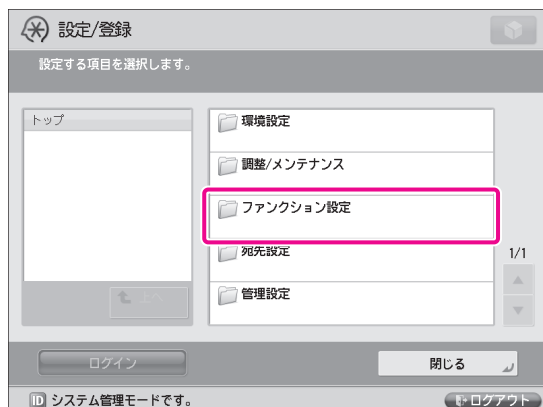 設定/登録
設定する項目を選択します。
トップ
環境設定
調整/メンテナンス
ファンクション設定
宛先設定
1/1
管理設定
上へ
ログイン
閉じる
ID システム管理モードです。
ログアウト